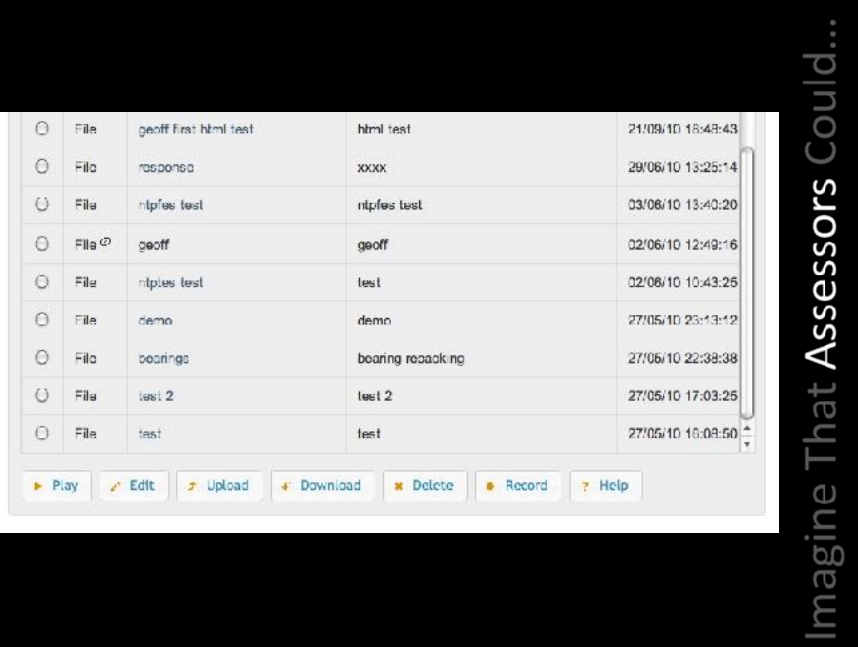 File geoff first html test html test 21/09/10 18:48:43
File response xxxx 29/06/10 13:25:14
File ntpfes test ntpfes test 03/06/10 13:40:20
File geoff geoff 02/06/10 12:49:16
File ntptes test test 02/06/10 10:43:25
File demo demo 27/05/10 23:13:12
File bearings bearing repacking 27/05/10 22:38:38
File test 2 test 2 27/05/10 17:03:25
File test test 27/05/10 16:08:50
Play Edit Upload Download Delete Record ? Help
Imagine That Assessors Could...